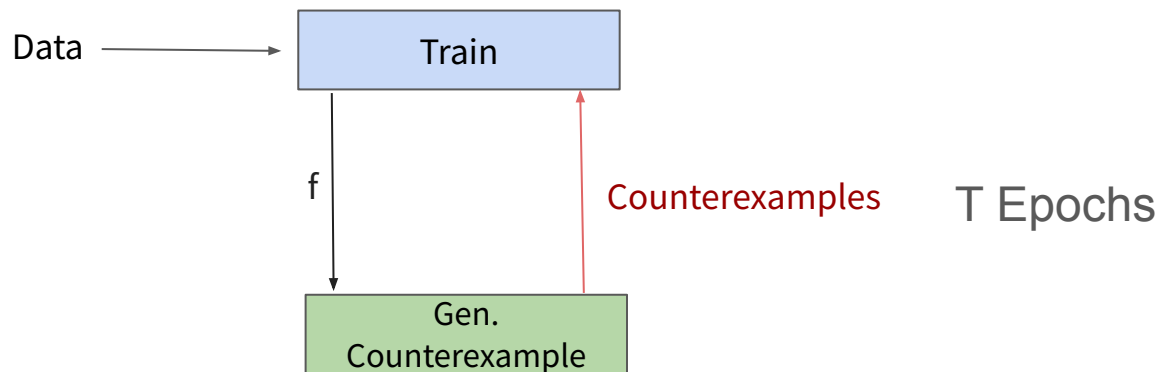 Data
Train
f
Counterexamples
T Epochs
Gen.
Counterexample